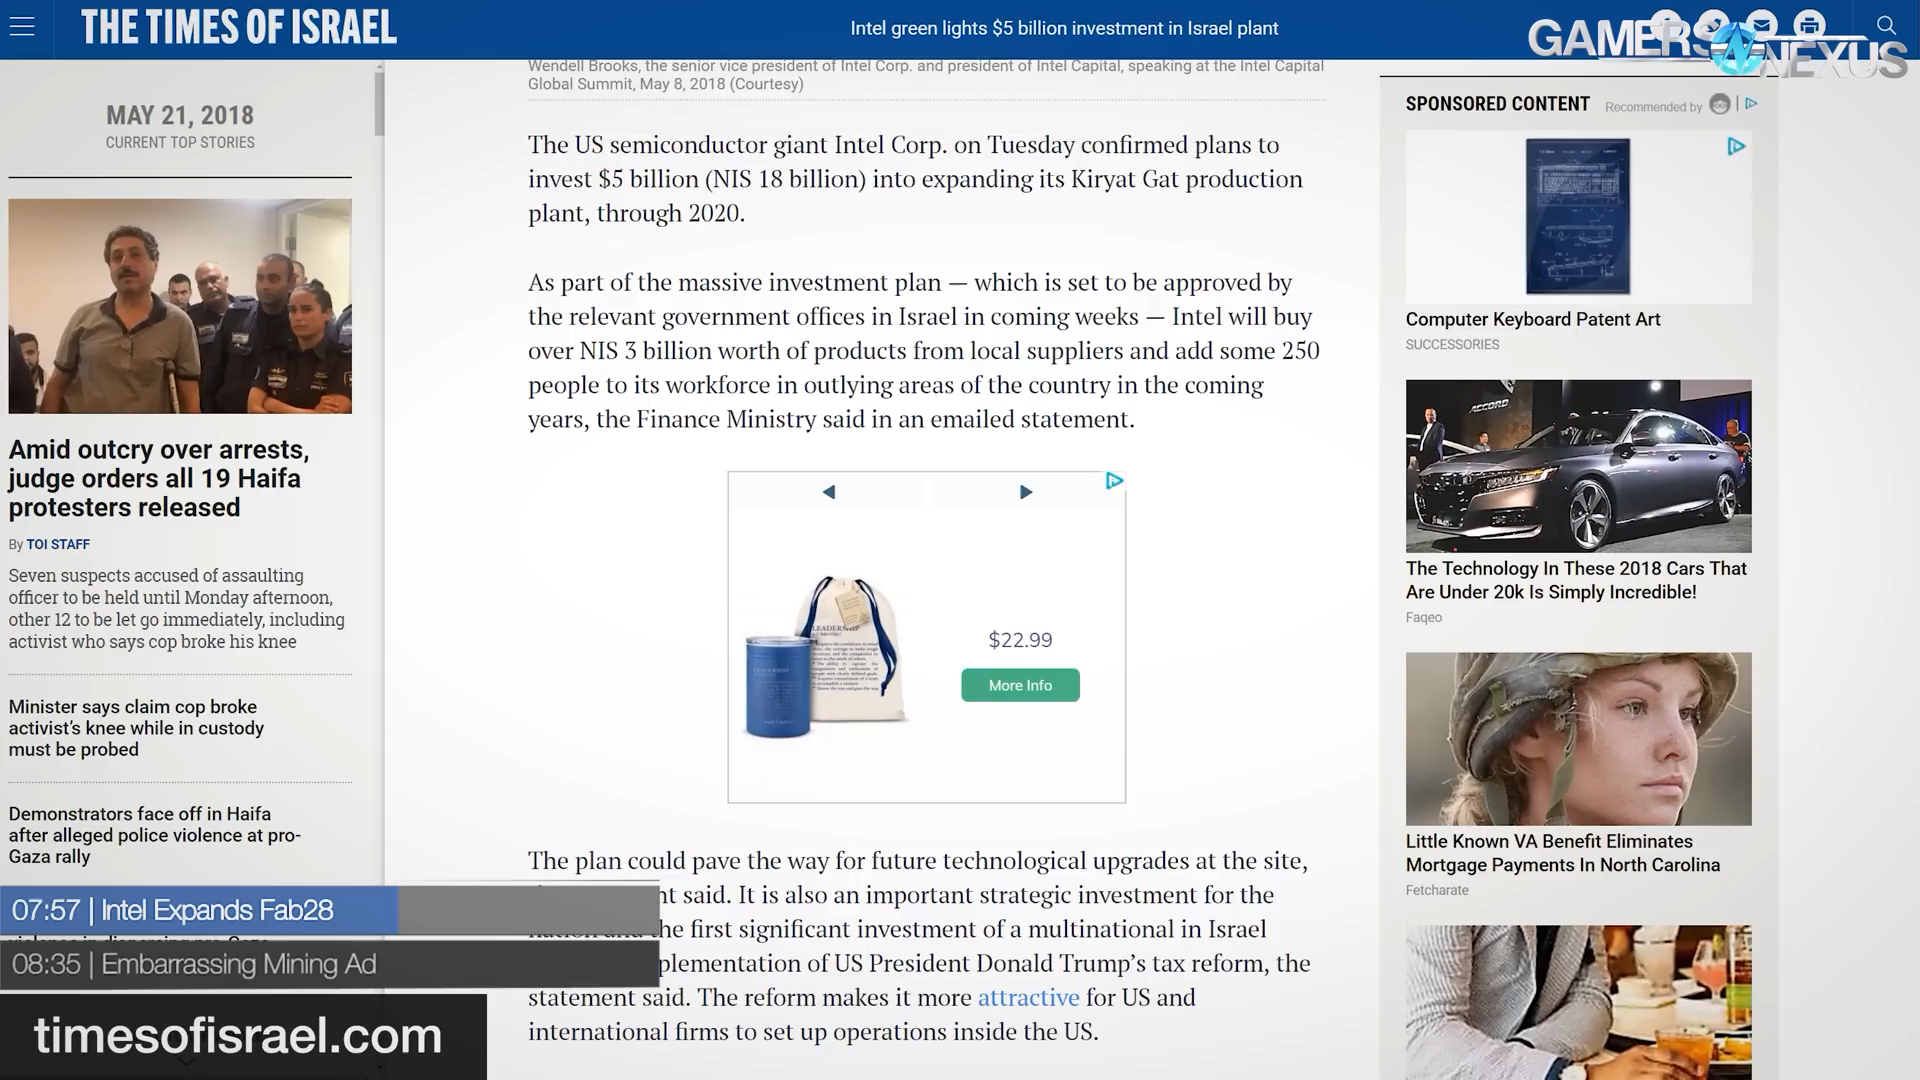 THE TIMES OF ISRAEL
Intel green lights $5 billion investment in Israel plant
GAMERS
NEXUS
MAY 21, 2018
CURRENT TOP STORIES
Amid outcry over arrests,
judge orders all 19 Haifa
protesters released
By TOI STAFF
Seven suspects accused of assaulting
officer to be held until Monday afternoon,
other 12 to be let go immediately, including
activist who says cop broke his knee
Minister says claim cop broke
activist's knee while in custody
must be probed
Demonstrators face off in Haifa
after alleged police violence at pro-
Gaza rally
07:57 | Intel Expands Fab28
08:35 | Embarrassing Mining Ad
timesofisrael.com
Wendell Brooks, the senior vice president of Intel Corp. and president of Intel Capital, speaking at the Intel Capital
Global Summit, May 8, 2018 (Courtesy)
The US semiconductor giant Intel Corp. on Tuesday confirmed plans to
invest $5 billion (NIS 18 billion) into expanding its Kiryat Gat production
plant, through 2020.
As part of the massive investment plan — which is set to be approved by
the relevant government offices in Israel in coming weeks — Intel will buy
over NIS 3 billion worth of products from local suppliers and add some 250
people to its workforce in outlying areas of the country in the coming
years, the Finance Ministry said in an emailed statement.
LEADERSHIP
$22.99
More Info
The plan could pave the way for future technological upgrades at the site,
said. It is also an important strategic investment for the
the first significant investment of a multinational in Israel
plementation of US President Donald Trump's tax reform, the
statement said. The reform makes it more attractive for US and
international firms to set up operations inside the US.
SPONSORED CONTENT
Recommended by
Computer Keyboard Patent Art
SUCCESSORIES
ACCORD
The Technology In These 2018 Cars That
Are Under 20k Is Simply Incredible!
Faqeo
Little Known VA Benefit Eliminates
Mortgage Payments In North Carolina
Fetcharate